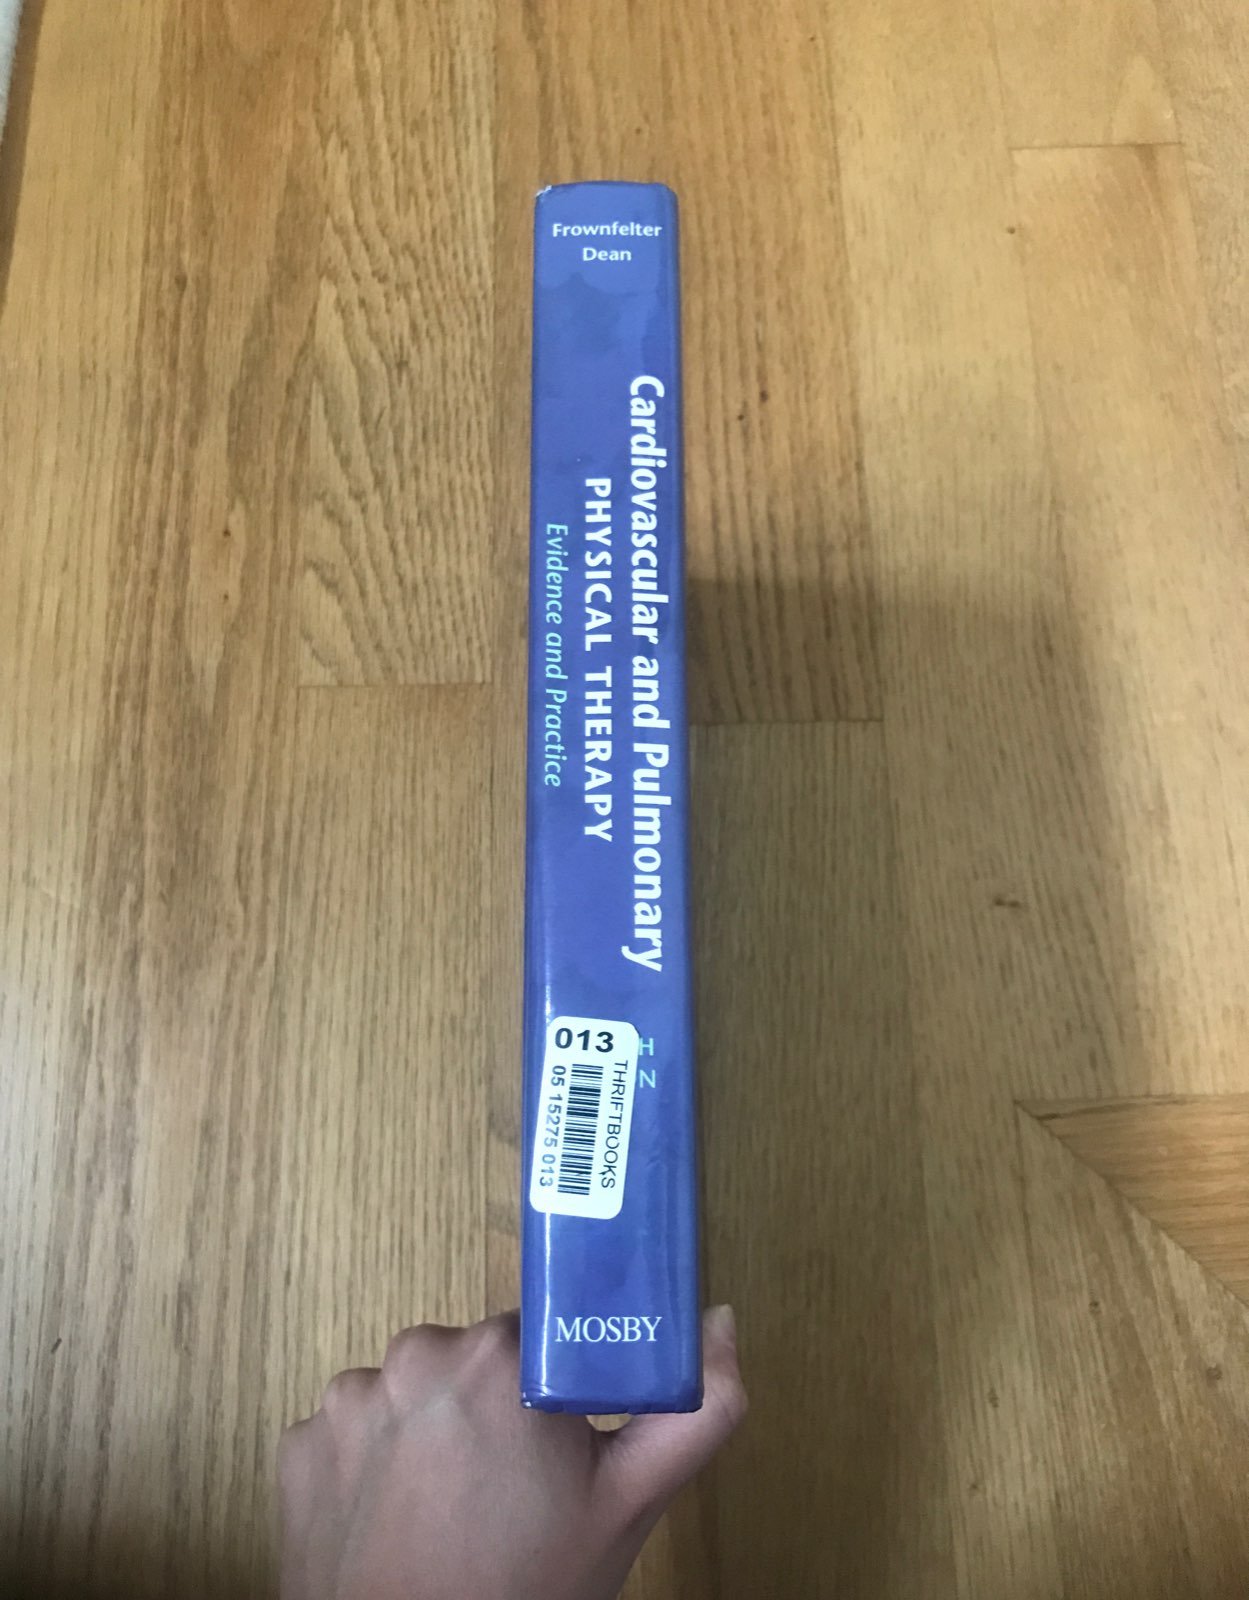 Frownfelter
Dean
Cardiovascular and Pulmonary
PHYSICAL THERAPY
Evidence and Practice
H
N
013
THRIFTBOOKS
05 15275 013
MOSBY